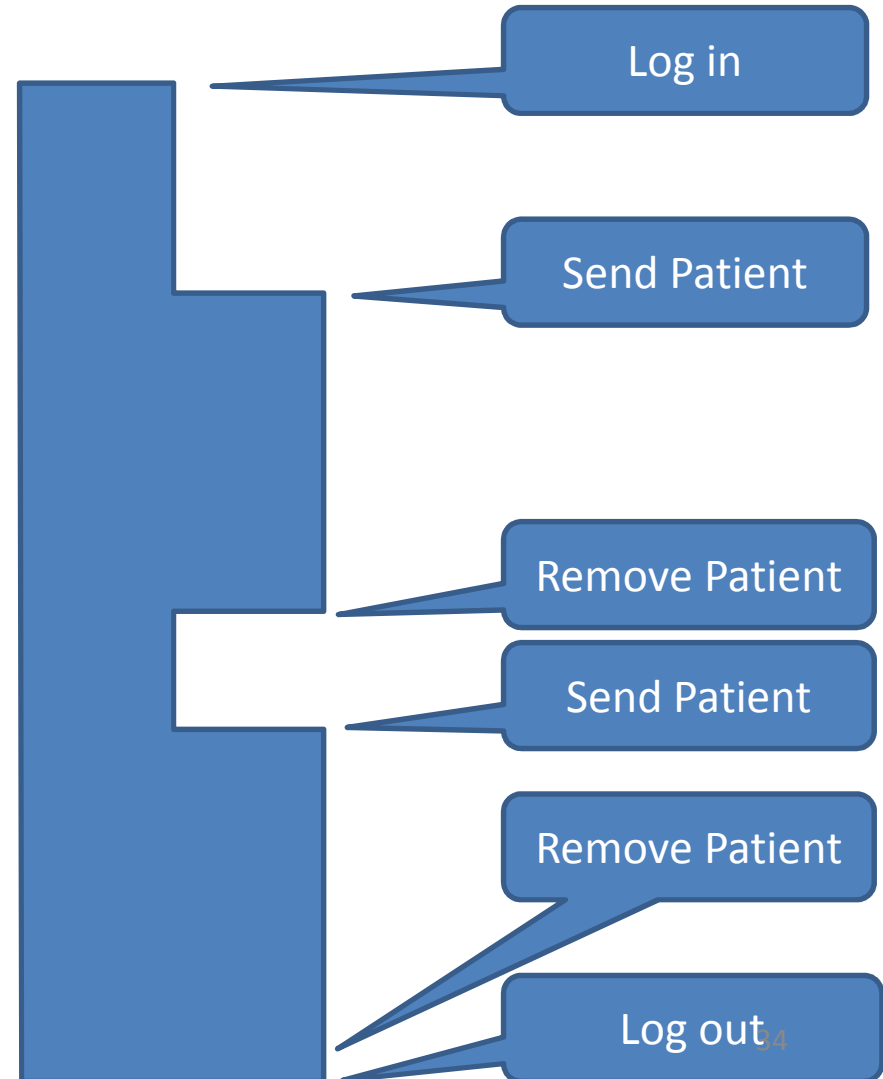 Log in
Send Patient
Remove Patient
Send Patient
Remove Patient
Log out
34